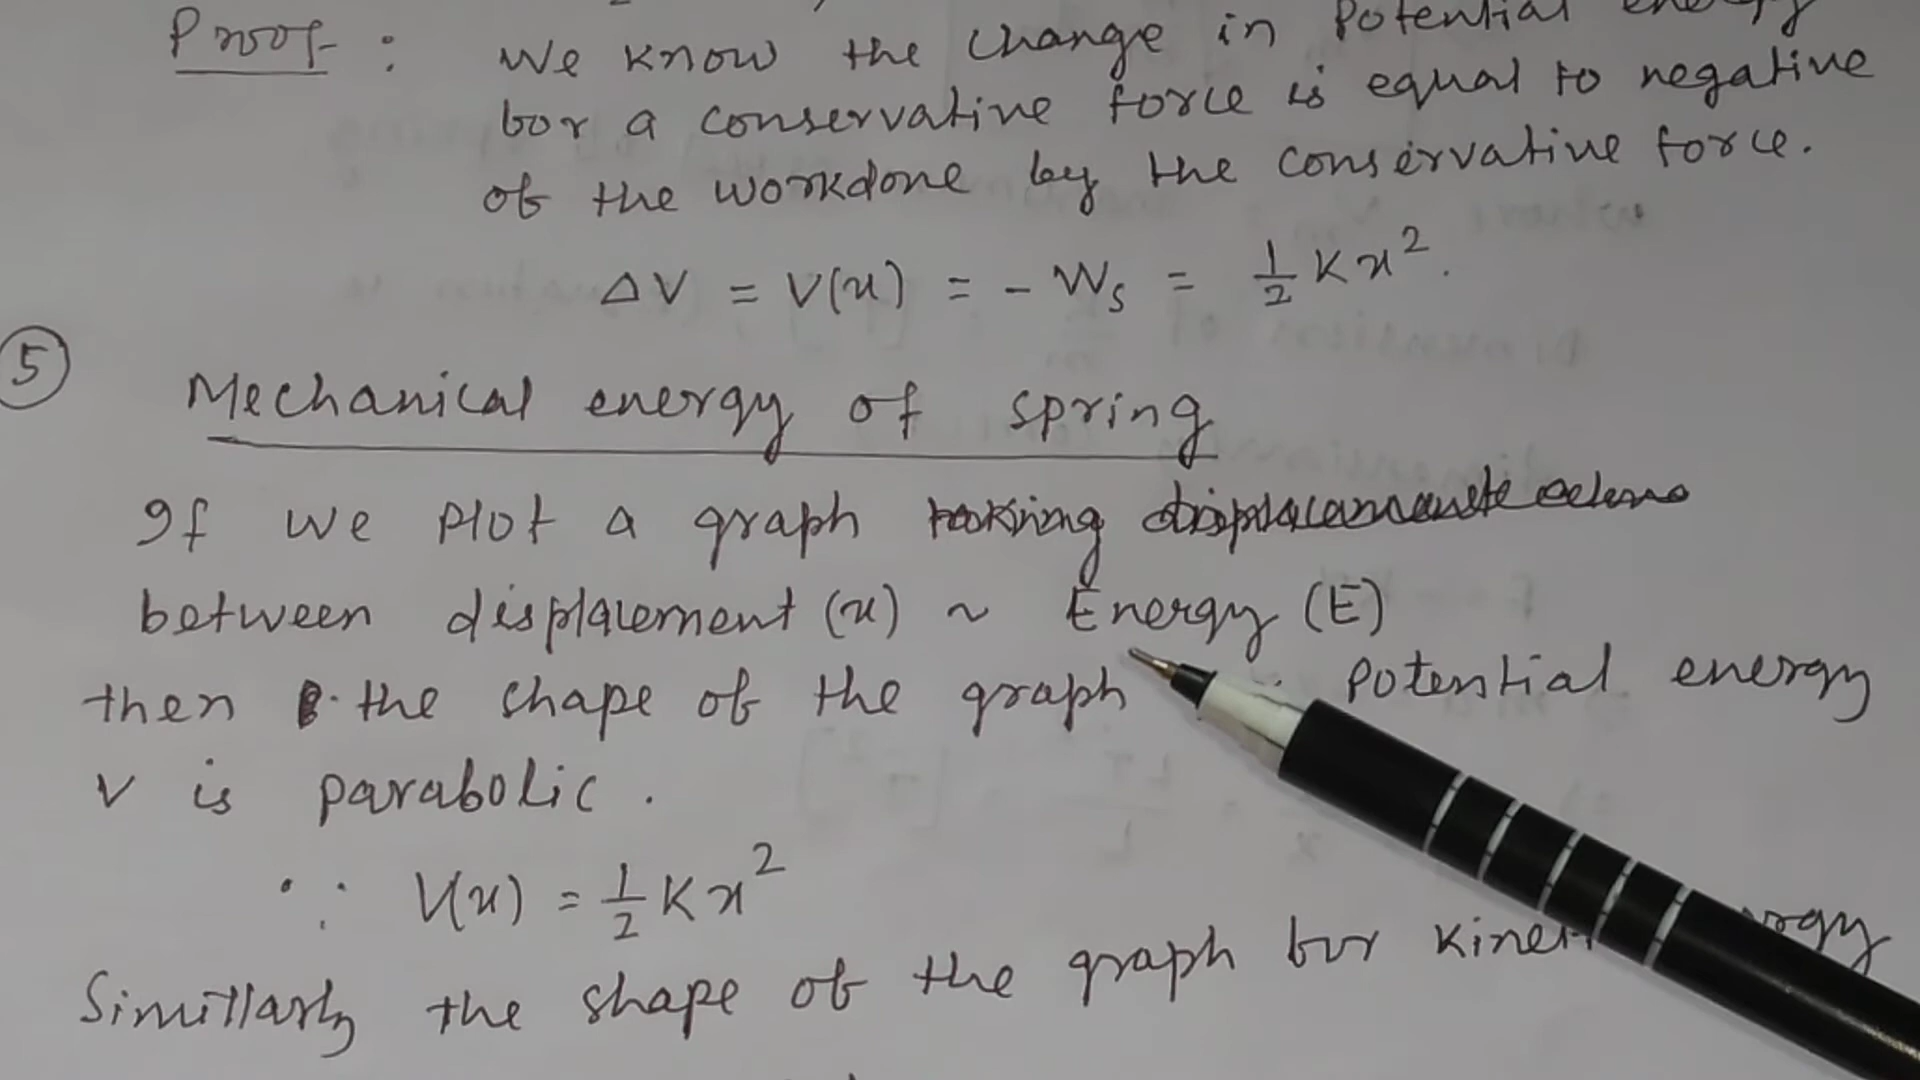 Proof : We know the change in Potential energy
for a conservative force is equal to negative
of the workdone by the conservative force.
ΔV = V(x) = - Ws = 1/2 Kx².
5 Mechanical energy of spring
If we plot a graph
between displacement (x) ~ Energy (E)
then the shape of the graph potential energy
V is parabolic.
∵ V(x) = 1/2 Kx²
Simillarly the shape of the graph for